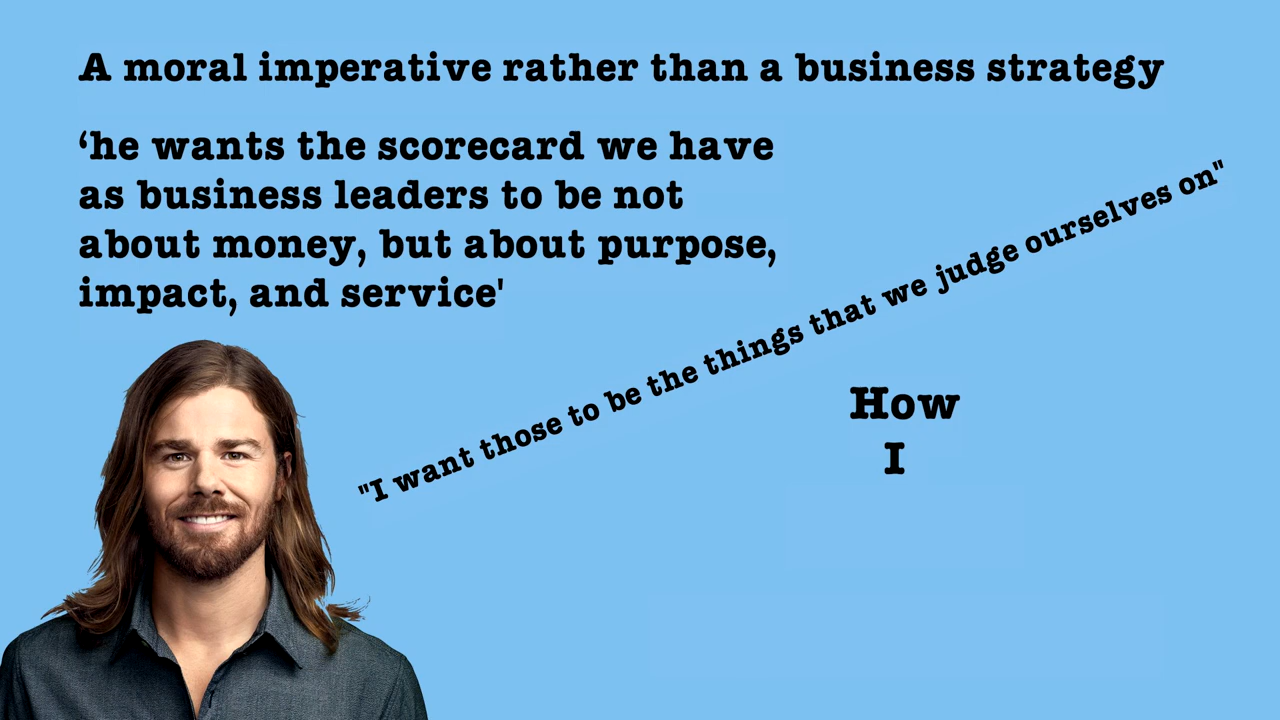 A moral imperative rather than a business strategy
‘he wants the scorecard we have
as business leaders to be not
about money, but about purpose,
impact, and service'
"I want those to be the things that we judge ourselves on"
How
I